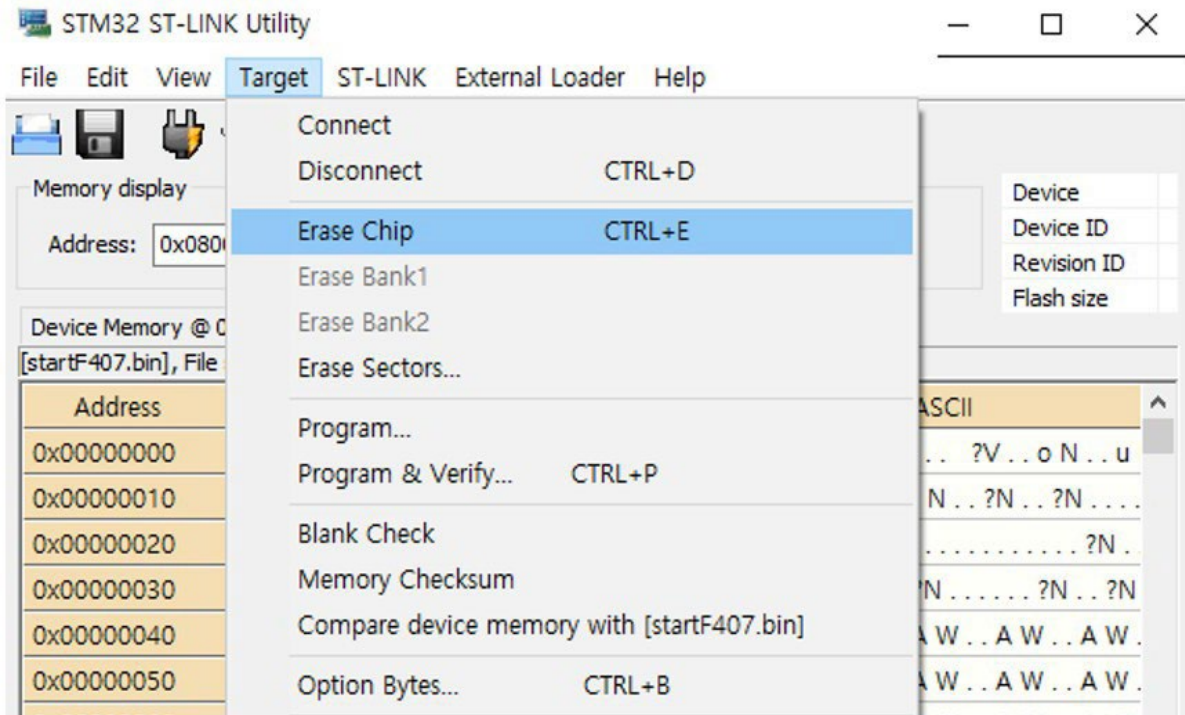 STM32 ST-LINK Utility
File Edit View Target ST-LINK External Loader Help
Connect
Disconnect CTRL+D
Erase Chip CTRL+E
Erase Bank1
Erase Bank2
Erase Sectors...
Program...
Program & Verify... CTRL+P
Blank Check
Memory Checksum
Compare device memory with [startF407.bin]
Option Bytes... CTRL+B
Memory display
Address: 0x080
Device
Device ID
Revision ID
Flash size
Device Memory @ 0
[startF407.bin], File
Address ASCII
0x00000000 . . ?V . . o N . . u
0x00000010 N . . ?N . . ?N . . . .
0x00000020 . . . . . . . . . . . . ?N .
0x00000030 N . . . . . . ?N . . ?N
0x00000040 A W . . A W . . A W .
0x00000050 A W . . A W . . A W .